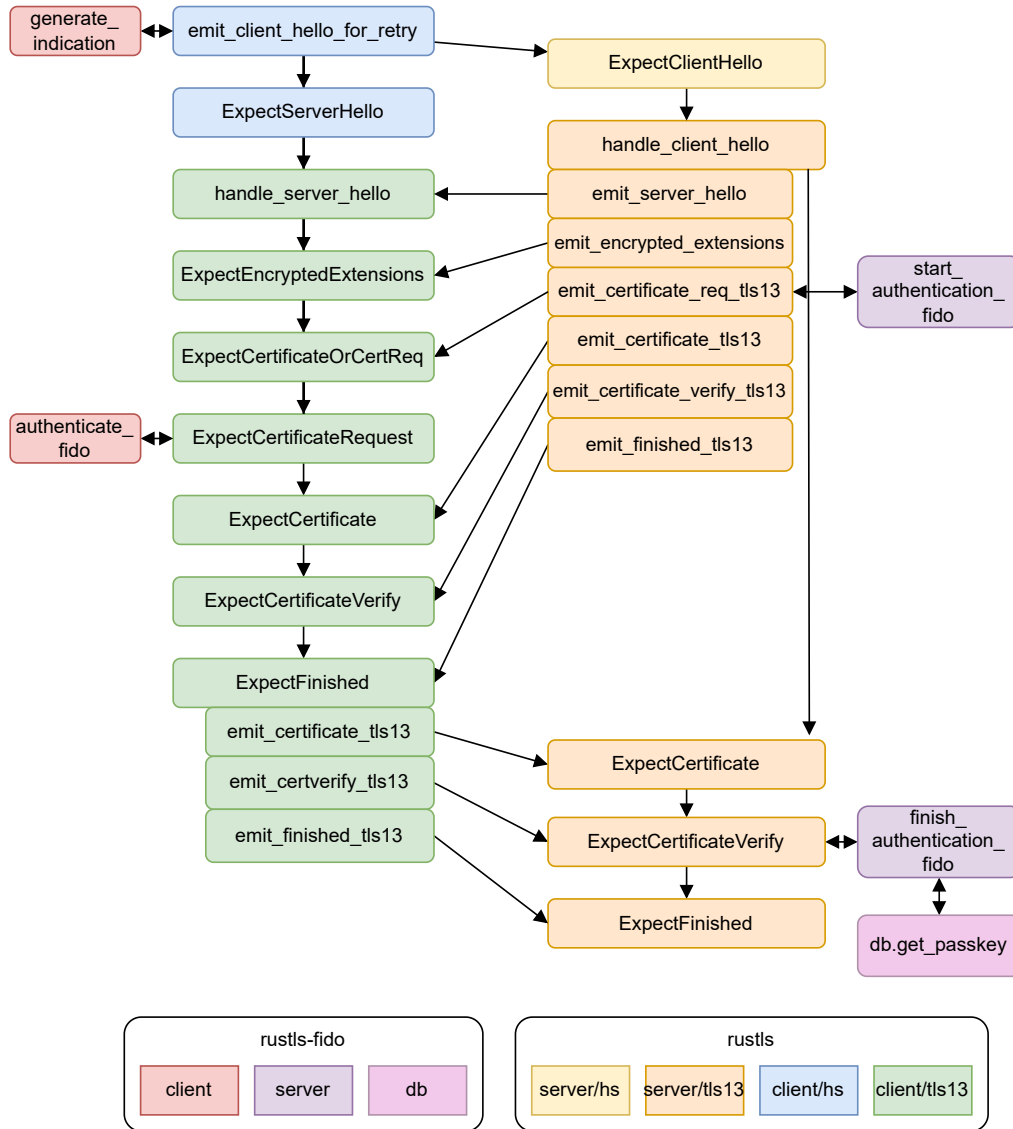 generate_
indication
emit_client_hello_for_retry
ExpectClientHello
ExpectServerHello
handle_client_hello
handle_server_hello
emit_server_hello
emit_encrypted_extensions
ExpectEncryptedExtensions
emit_certificate_req_tls13
start_
authentication_
fido
ExpectCertificateOrCertReq
emit_certificate_tls13
emit_certificate_verify_tls13
authenticate_
fido
ExpectCertificateRequest
emit_finished_tls13
ExpectCertificate
ExpectCertificateVerify
ExpectFinished
emit_certificate_tls13
emit_certverify_tls13
emit_finished_tls13
ExpectCertificate
ExpectCertificateVerify
finish_
authentication_
fido
ExpectFinished
db.get_passkey
rustls-fido
client
server
db
rustls
server/hs
server/tls13
client/hs
client/tls13